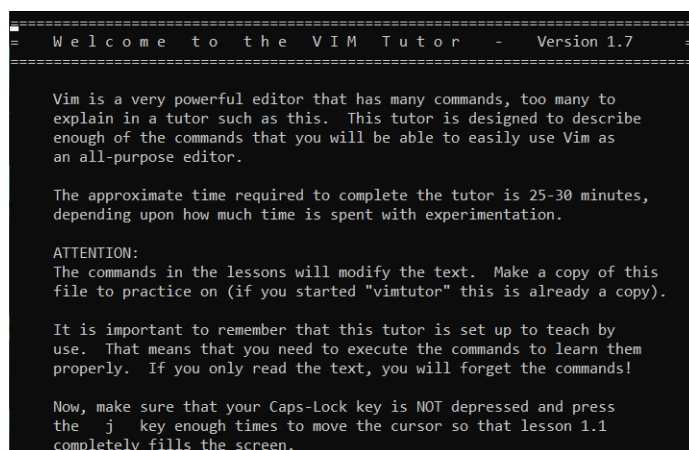 ===============================================================================
=    W e l c o m e   t o   t h e   V I M   T u t o r    -    Version 1.7      =
===============================================================================
Vim is a very powerful editor that has many commands, too many to
explain in a tutor such as this.  This tutor is designed to describe
enough of the commands that you will be able to easily use Vim as
an all-purpose editor.
The approximate time required to complete the tutor is 25-30 minutes,
depending upon how much time is spent with experimentation.
ATTENTION:
The commands in the lessons will modify the text.  Make a copy of this
file to practice on (if you started "vimtutor" this is already a copy).
It is important to remember that this tutor is set up to teach by
use.  That means that you need to execute the commands to learn them
properly.  If you only read the text, you will forget the commands!
Now, make sure that your Caps-Lock key is NOT depressed and press
the   j   key enough times to move the cursor so that lesson 1.1
completely fills the screen.